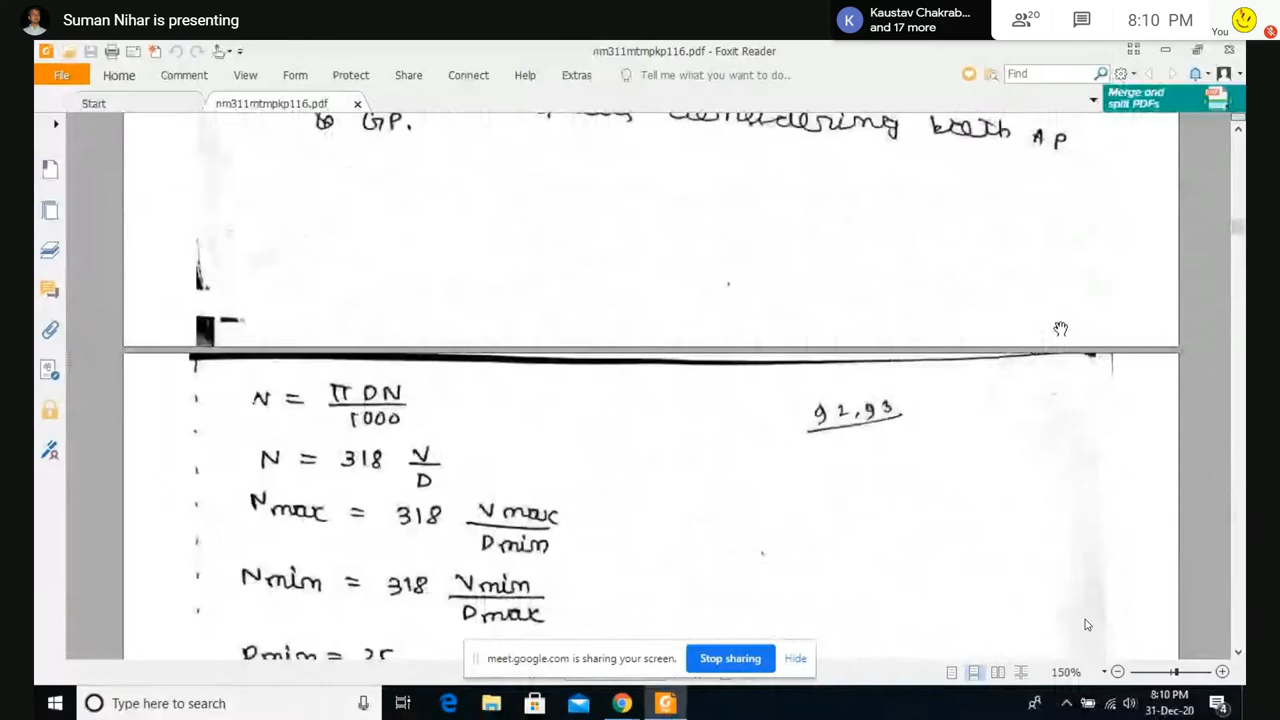 Suman Nihar is presenting
Kaustav Chakrab...
and 17 more
20
8:10 PM
You
nm311mtmpkp116.pdf - Foxit Reader
File Home Comment View Form Protect Share Connect Help Extras Tell me what you want to do.. Find
Start nm311mtmpkp116.pdf
Merge and
split PDFs
GP. considering both AP
N = π D N / 1000
92,93
N = 318 V / D
Nmax = 318 Vmax / Dmin
Nmin = 318 Vmin / Dmax
Dmin = 25
meet.google.com is sharing your screen. Stop sharing Hide
150%
Type here to search
8:10 PM
31-Dec-20
4